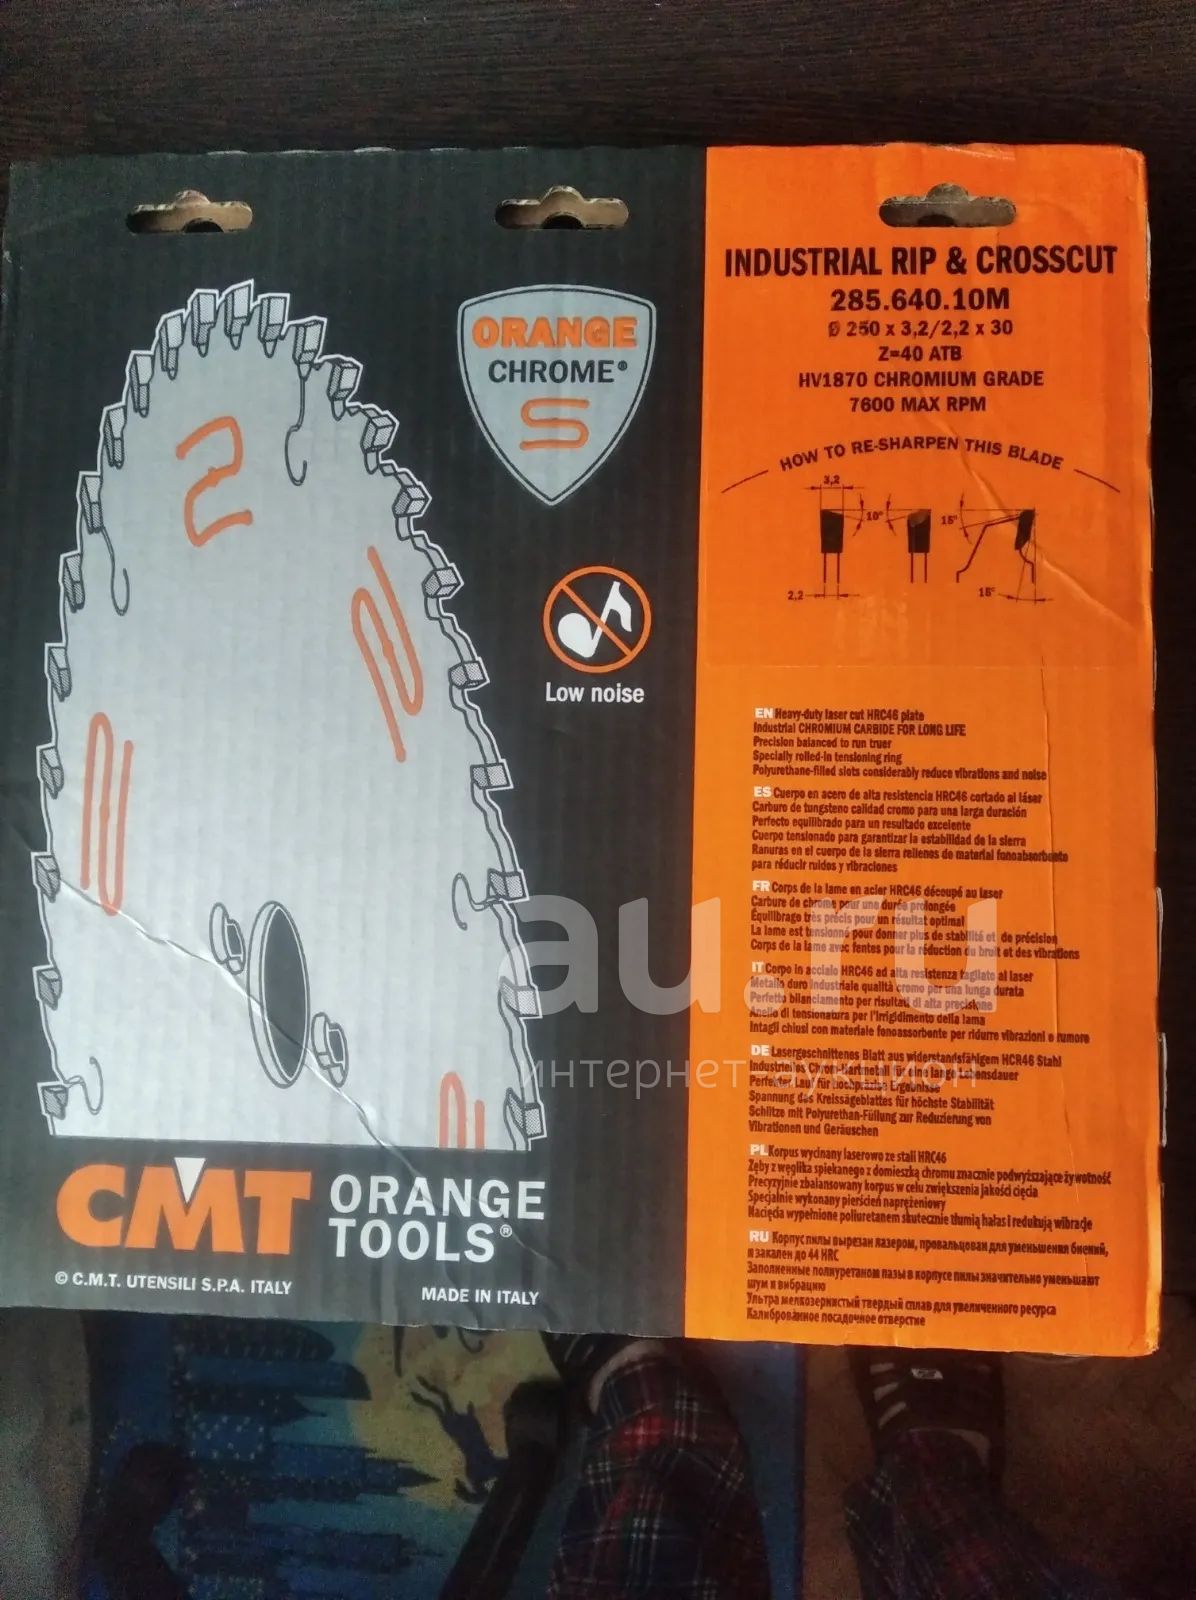 ORANGE
CHROME®
S
Low noise
CMT ORANGE
TOOLS®
© C.M.T. UTENSILI S.P.A. ITALY
MADE IN ITALY
INDUSTRIAL RIP & CROSSCUT
285.640.10M
Ø 250 x 3,2/2,2 x 30
Z=40 ATB
HV1870 CHROMIUM GRADE
7600 MAX RPM
HOW TO RE-SHARPEN THIS BLADE
3,2
10°
15°
2,2
15°
EN Heavy-duty laser cut HRC46 plate
Industrial CHROMIUM CARBIDE FOR LONG LIFE
Precision balanced to run truer
Specially rolled-in tensioning ring
Polyurethane-filled slots considerably reduce vibrations and noise
ES Cuerpo en acero de alta resistencia HRC46 cortado al láser
Carburo de tungsteno calidad cromo para una larga duración
Perfecto equilibrado para un resultado excelente
Cuerpo tensionado para garantizar la estabilidad de la sierra
Ranuras en el cuerpo de la sierra rellenos de material fonoabsorbente
para réducir ruidos y vibraciones
FR Corps de la lame en acier HRC46 découpé au laser
Carbure de chrome pour une durée prolongée
Équilibrage très précis pour un résultat optimal
La lame est tensionné pour donner plus de stabilité et de précision
Corps de la lame avec fentes pour la réduction du bruit et des vibrations
IT Corpo in acciaio HRC46 ad alta resistenza tagliato al laser
Metallo duro industriale qualità cromo per una lunga durata
Perfetto bilanciamento per risultati di alta precisione
Anello di tensionatura per l'irrigidimento della lama
Intagli chiusi con materiale fonoassorbente per ridurre vibrazioni e rumore
DE Lasergeschnittenes Blatt aus widerstandsfähigem HCR46 Stahl
Industrielles Chrom-Hartmetall für eine lange Lebensdauer
Perfekter Lauf für hochpräzise Ergebnisse
Spannung des Kreissägeblattes für höchste Stabilität
Schlitze mit Polyurethan-Füllung zur Reduzierung von
Vibrationen und Geräuschen
PL Korpus wycinany laserowo ze stali HRC46
Zęby z węglika spiekanego z domieszką chromu znacznie podwyższające żywotność
Precyzyjnie zbalansowany korpus w celu zwiększenia jakości cięcia
Specjalnie wykonany pierścień naprężeniowy
Nacięcia wypełnione poliuretanem skutecznie tłumią hałas i redukują wibracje
RU Корпус пилы вырезан лазером, провальцован для уменьшения биений,
и закален до 44 HRC
Заполненные полиуретаном пазы в корпусе пилы значительно уменьшают
шум и вибрацию
Ультра мелкозернистый твердый сплав для увеличенного ресурса
Калиброванное посадочное отверстие
au.ru
интернет-аукцион